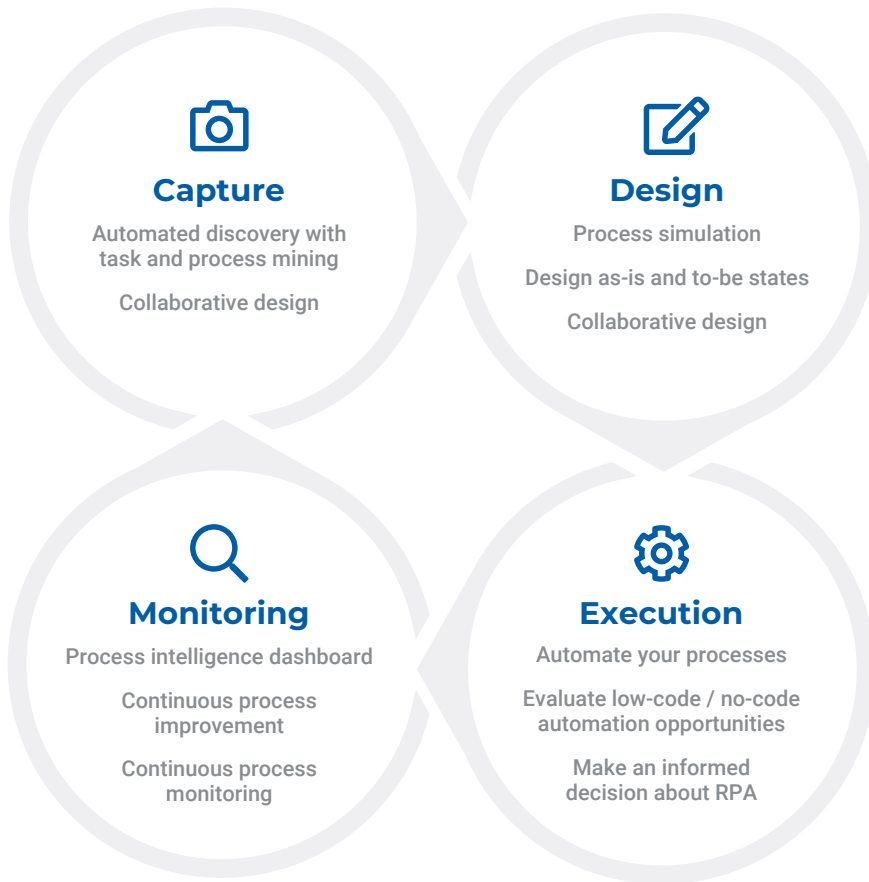 Capture
Automated discovery with
task and process mining
Collaborative design
Design
Process simulation
Design as-is and to-be states
Collaborative design
Monitoring
Process intelligence dashboard
Continuous process
improvement
Continuous process
monitoring
Execution
Automate your processes
Evaluate low-code / no-code
automation opportunities
Make an informed
decision about RPA